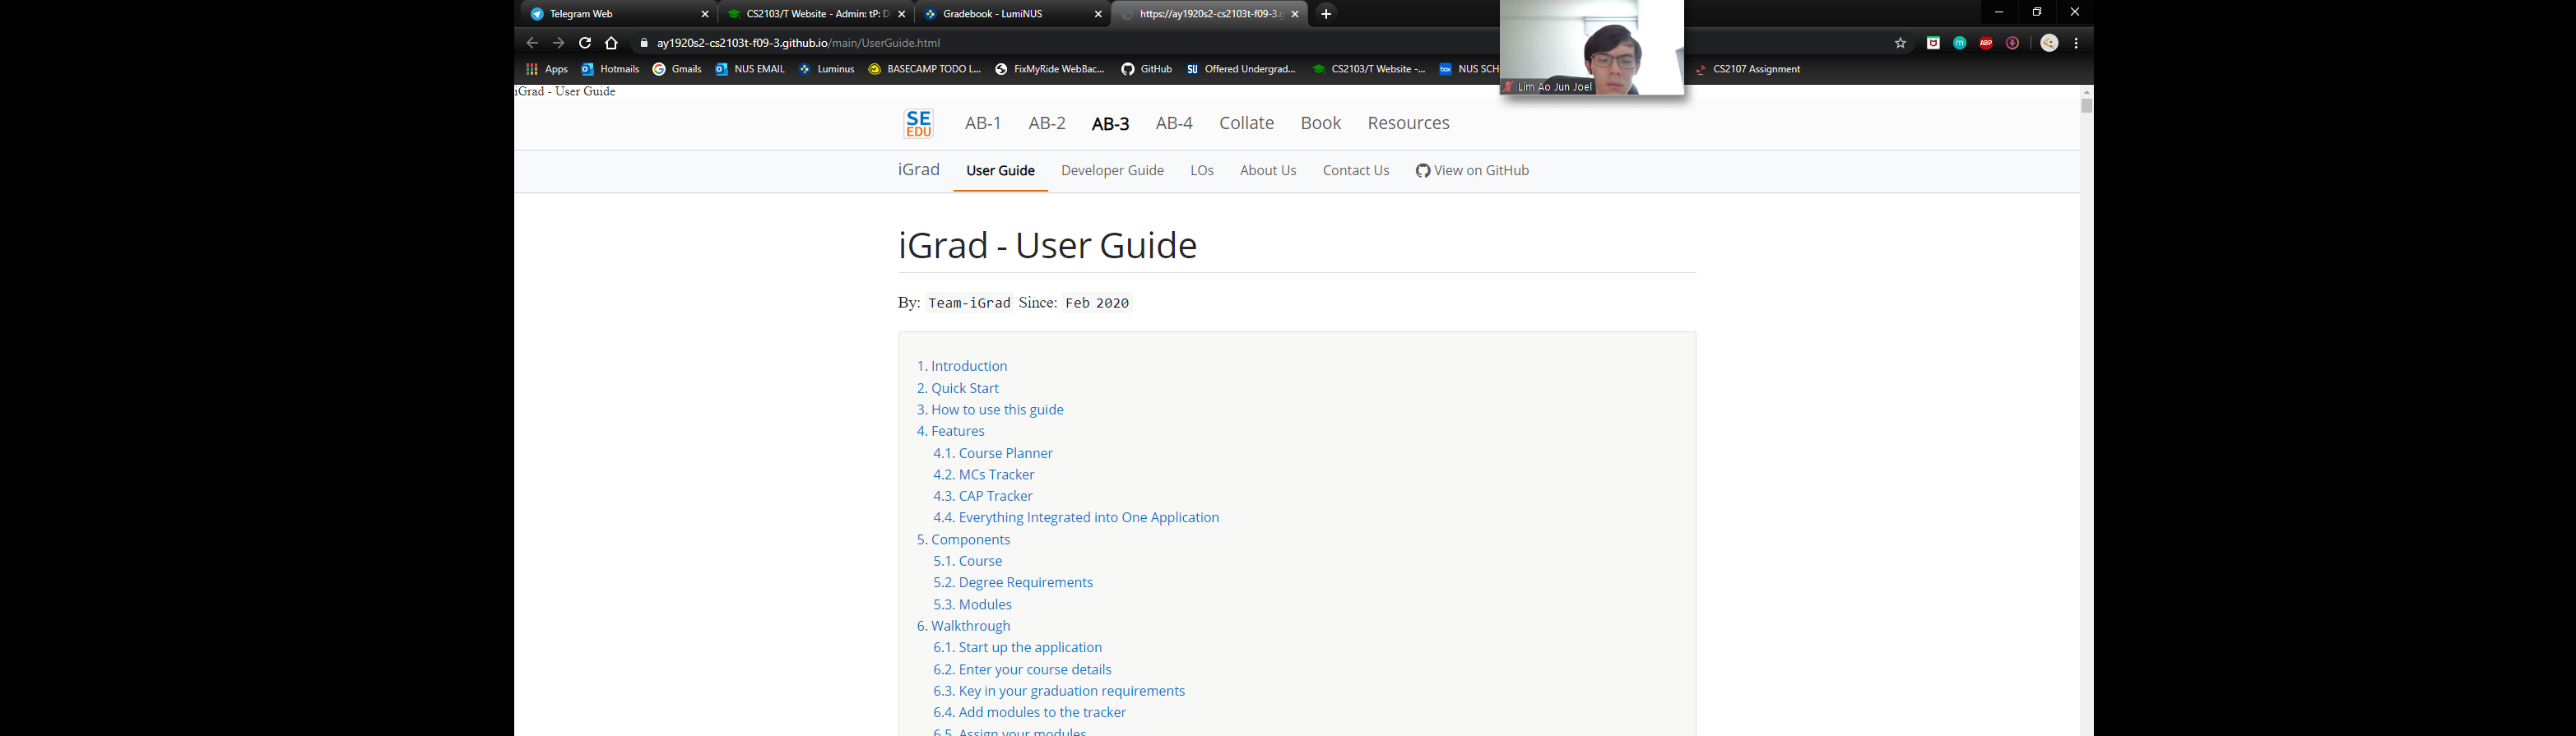 Telegram Web
CS2103/T Website - Admin: tP: D
Gradebook - LumiNUS
https://ay1920s2-cs2103t-f09-3.g
ay1920s2-cs2103t-f09-3.github.io/main/UserGuide.html
Apps Hotmails Gmails NUS EMAIL Luminus BASECAMP TODO L... FixMyRide WebBac... GitHub Offered Undergrad... CS2103/T Website -... NUS SCH CS2107 Assignment
Lim Ao Jun Joel
iGrad - User Guide
SE
EDU
AB-1 AB-2 AB-3 AB-4 Collate Book Resources
iGrad User Guide Developer Guide LOs About Us Contact Us View on GitHub
iGrad - User Guide
By: Team-iGrad Since: Feb 2020
1. Introduction
2. Quick Start
3. How to use this guide
4. Features
4.1. Course Planner
4.2. MCs Tracker
4.3. CAP Tracker
4.4. Everything Integrated into One Application
5. Components
5.1. Course
5.2. Degree Requirements
5.3. Modules
6. Walkthrough
6.1. Start up the application
6.2. Enter your course details
6.3. Key in your graduation requirements
6.4. Add modules to the tracker
6.5. Assign your modules